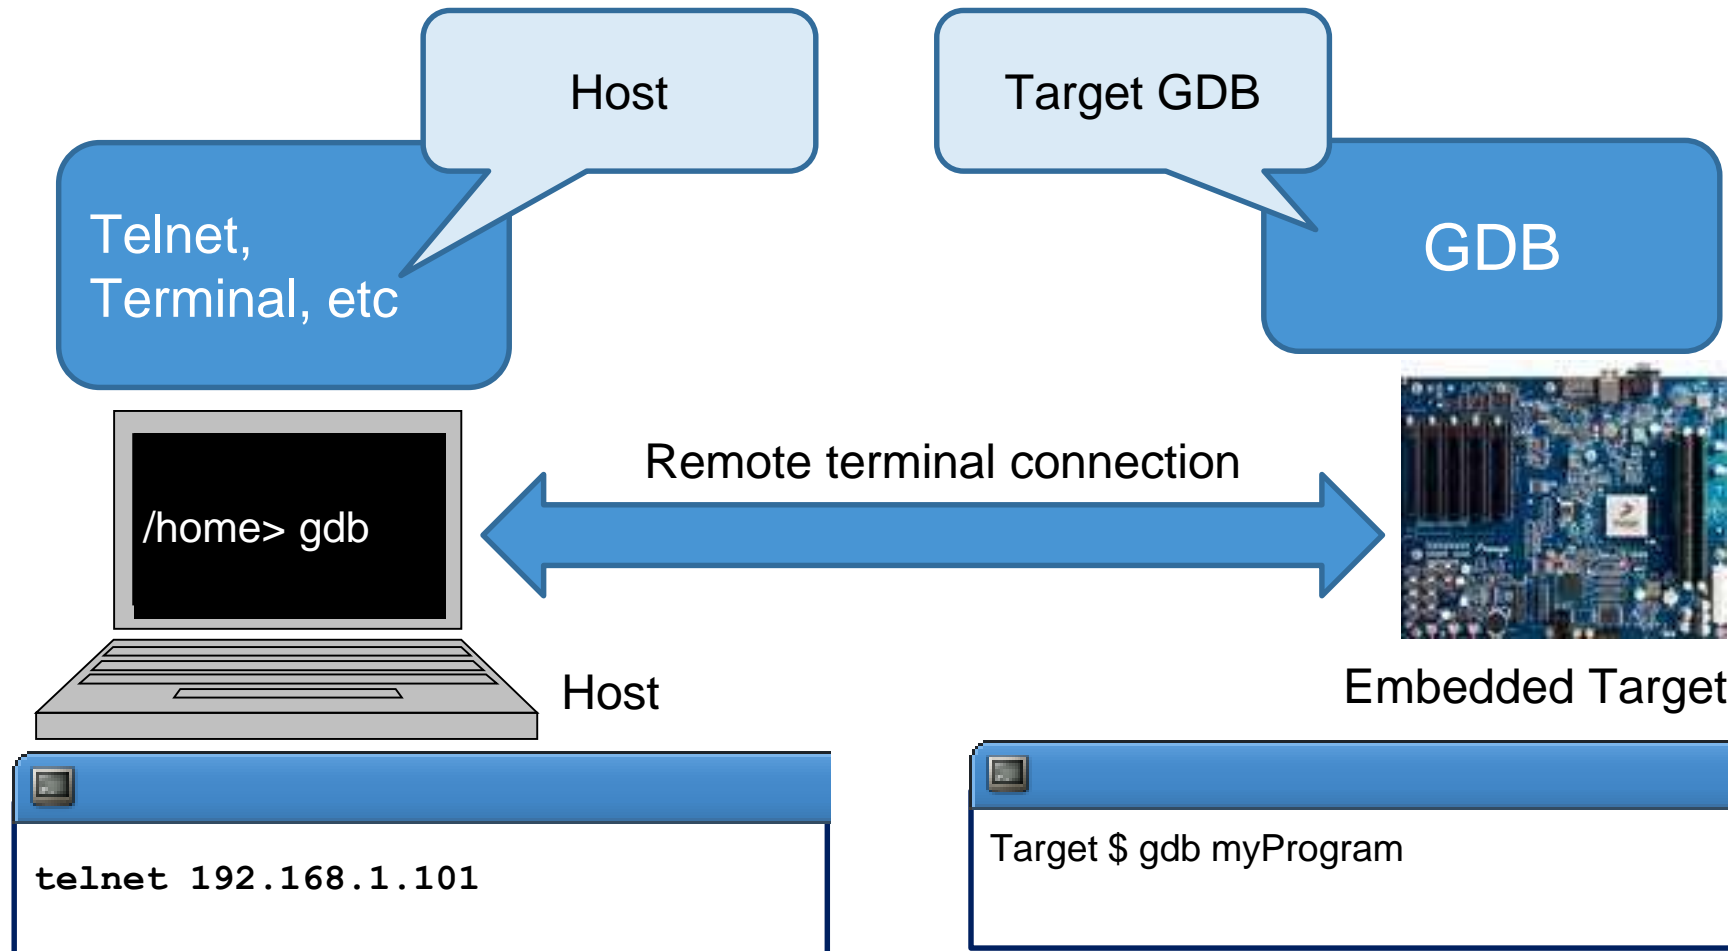 Host
Target GDB
Telnet,
Terminal, etc
GDB
Remote terminal connection
/home> gdb
Host
Embedded Target
telnet 192.168.1.101
Target $ gdb myProgram